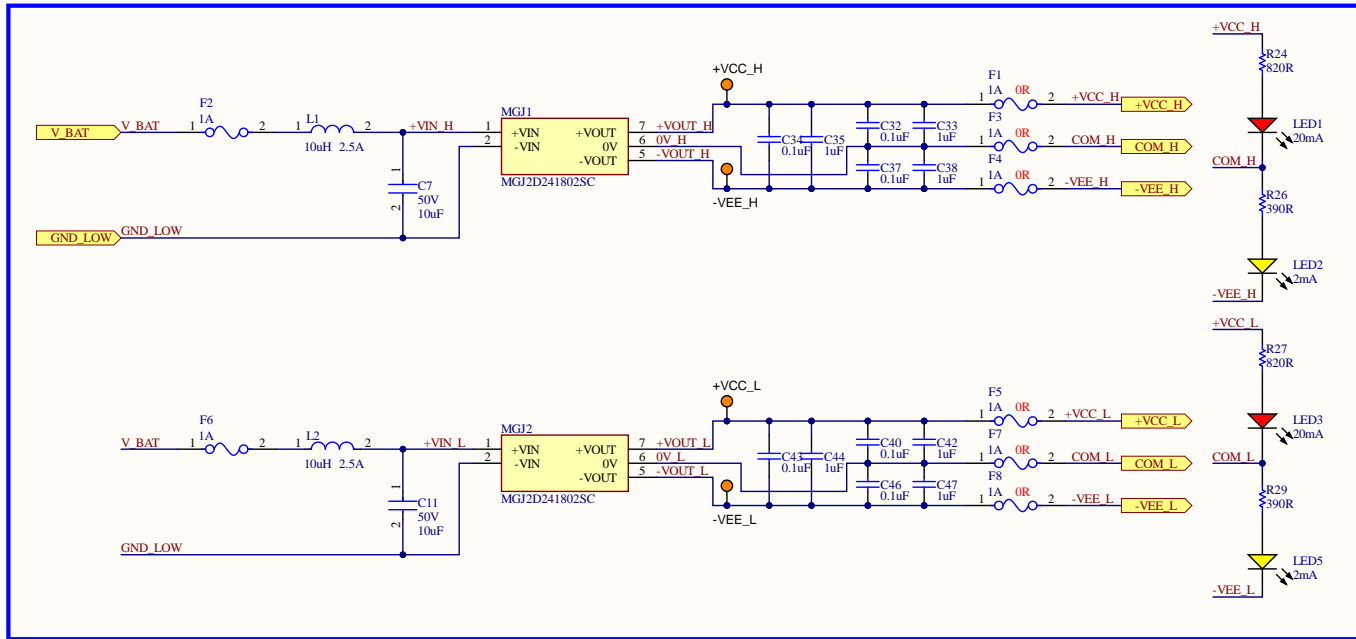 +VCC_H
R24
820R
LED1
20mA
COM_H
R26
390R
LED2
2mA
-VEE_H
V_BAT
V_BAT
F2
1A
1
2
L1
1
2
10uH 2.5A
+VIN_H
1
2
MGJ1
+VIN
-VIN
+VOUT
0V
-VOUT
MGJ2D241802SC
7
6
5
+VOUT_H
0V_H
-VOUT_H
1
2
C7
50V
10uF
GND_LOW
GND_LOW
+VCC_H
-VEE_H
C34
0.1uF
C35
1uF
C32
0.1uF
C33
1uF
C37
0.1uF
C38
1uF
F1
1A 0R
1
2
+VCC_H
+VCC_H
F3
1A 0R
1
2
COM_H
COM_H
F4
1A 0R
1
2
-VEE_H
-VEE_H
+VCC_L
R27
820R
LED3
20mA
COM_L
R29
390R
LED5
2mA
-VEE_L
V_BAT
F6
1A
1
2
L2
1
2
10uH 2.5A
+VIN_L
1
2
MGJ2
+VIN
-VIN
+VOUT
0V
-VOUT
MGJ2D241802SC
7
6
5
+VOUT_L
0V_L
-VOUT_L
1
2
C11
50V
10uF
GND_LOW
+VCC_L
-VEE_L
C43
0.1uF
C44
1uF
C40
0.1uF
C42
1uF
C46
0.1uF
C47
1uF
F5
1A 0R
1
2
+VCC_L
+VCC_L
F7
1A 0R
1
2
COM_L
COM_L
F8
1A 0R
1
2
-VEE_L
-VEE_L